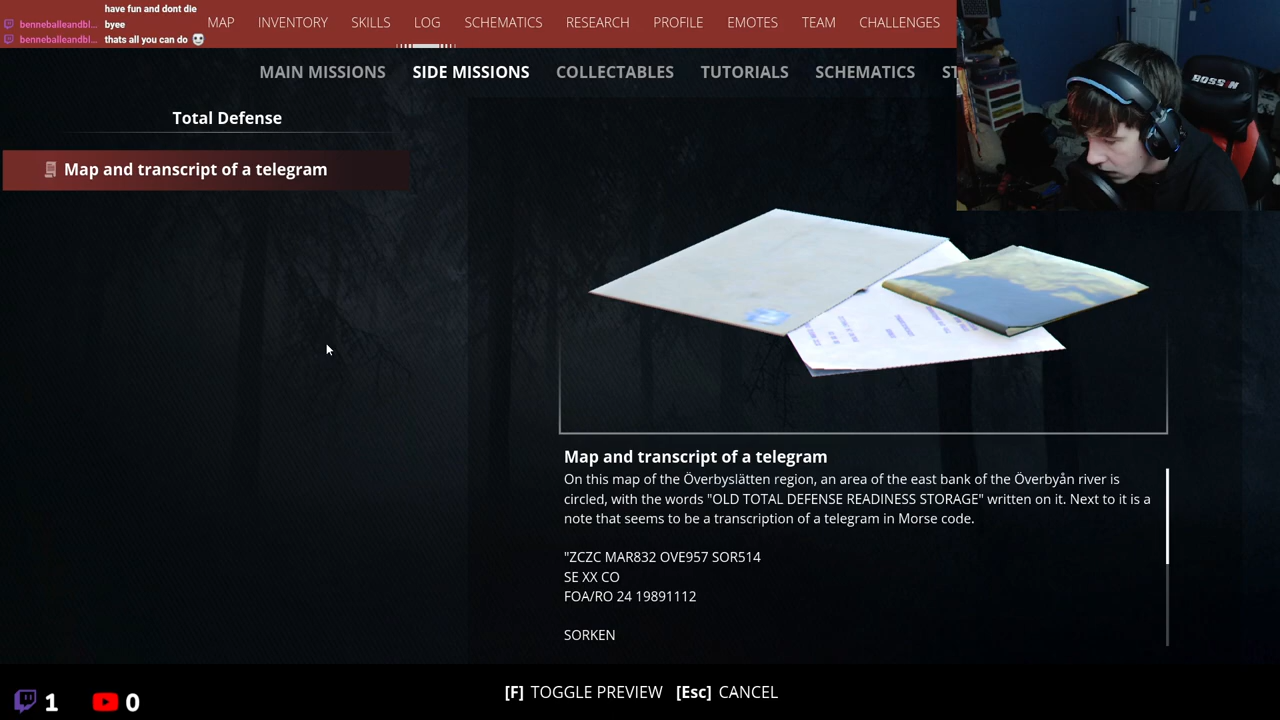 have fun and dont die
benneballeandbl... byee
benneballeandbl... thats all you can do
MAP INVENTORY SKILLS LOG SCHEMATICS RESEARCH PROFILE EMOTES TEAM CHALLENGES
MAIN MISSIONS SIDE MISSIONS COLLECTABLES TUTORIALS SCHEMATICS ST
BOSSIN
Total Defense
Map and transcript of a telegram
Map and transcript of a telegram
On this map of the Överbyslätten region, an area of the east bank of the Överbyån river is
circled, with the words "OLD TOTAL DEFENSE READINESS STORAGE" written on it. Next to it is a
note that seems to be a transcription of a telegram in Morse code.
"ZCZC MAR832 OVE957 SOR514
SE XX CO
FOA/RO 24 19891112
SORKEN
1 0
[F] TOGGLE PREVIEW [Esc] CANCEL